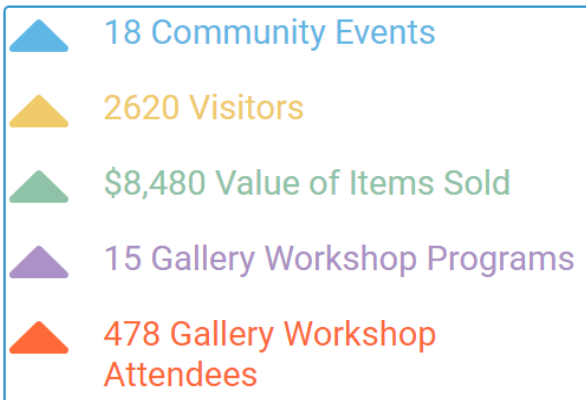 18 Community Events
2620 Visitors
$8,480 Value of Items Sold
15 Gallery Workshop Programs
478 Gallery Workshop
Attendees